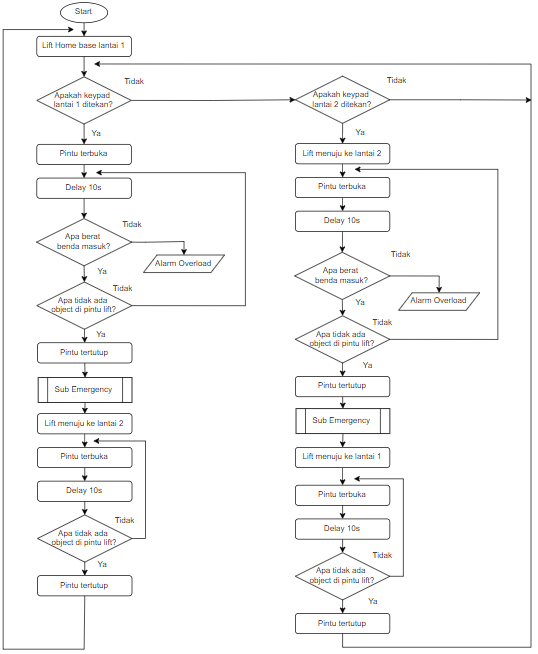 Start
Lift Home base lantai 1
Apakah keypad
lantai 1 ditekan?
Tidak
Ya
Pintu terbuka
Delay 10s
Apa berat
benda masuk?
Tidak
Alarm Overload
Ya
Apa tidak ada
object di pintu lift?
Tidak
Ya
Pintu tertutup
Sub Emergency
Lift menuju ke lantai 2
Pintu terbuka
Delay 10s
Apa tidak ada
object di pintu lift?
Tidak
Ya
Pintu tertutup
Apakah keypad
lantai 2 ditekan?
Tidak
Ya
Lift menuju ke lantai 2
Pintu terbuka
Delay 10s
Apa berat
benda masuk?
Tidak
Alarm Overload
Ya
Apa tidak ada
object di pintu lift?
Tidak
Ya
Pintu tertutup
Sub Emergency
Lift menuju ke lantai 1
Pintu terbuka
Delay 10s
Apa tidak ada
object di pintu lift?
Tidak
Ya
Pintu tertutup